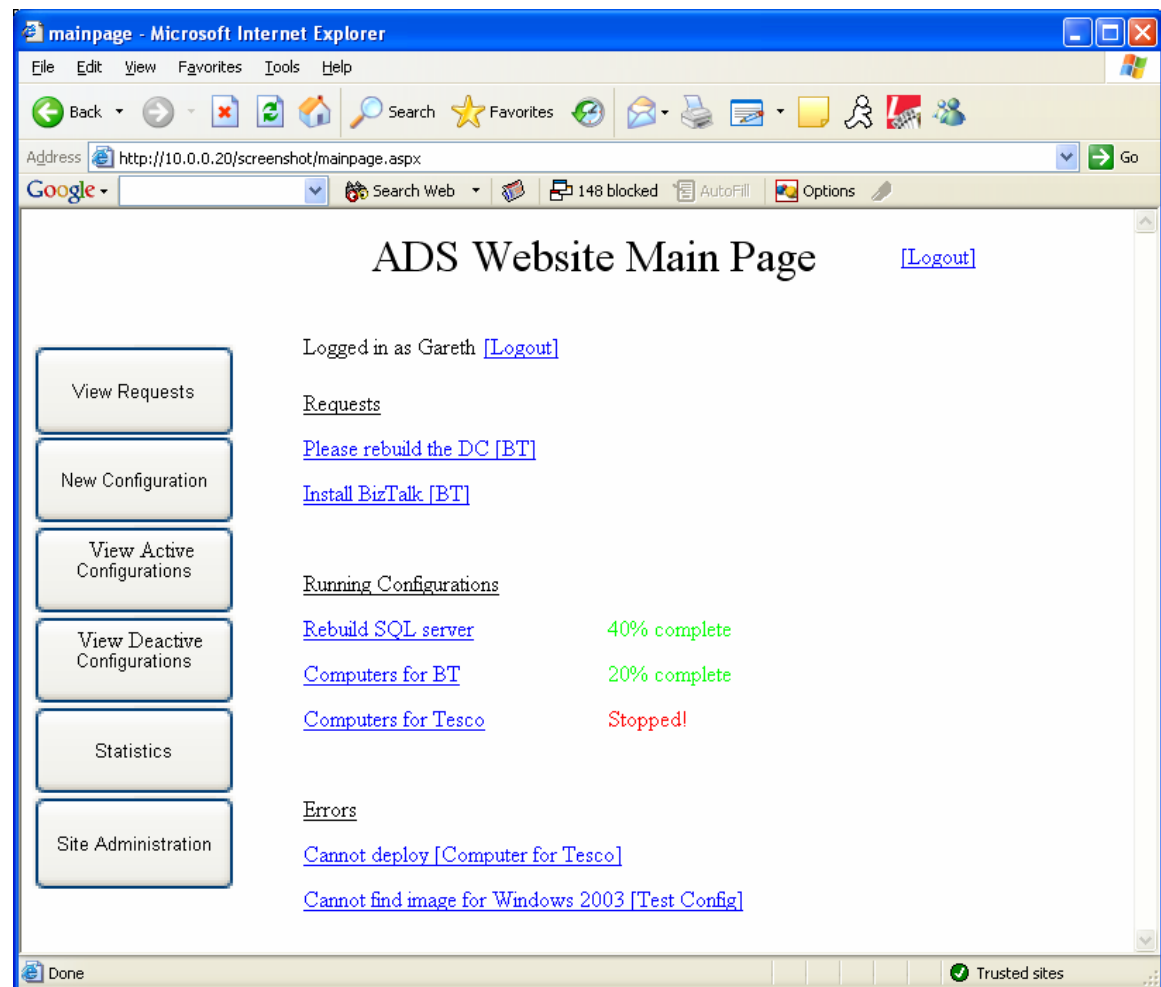 mainpage - Microsoft Internet Explorer
File Edit View Favorites Tools Help
Back Search Favorites
Address http://10.0.0.20/screenshot/mainpage.aspx Go
Google Search Web 148 blocked AutoFill Options
ADS Website Main Page [Logout]
Logged in as Gareth [Logout]
View Requests
Requests
Please rebuild the DC [BT]
New Configuration
Install BizTalk [BT]
View Active
Configurations
Running Configurations
Rebuild SQL server 40% complete
View Deactive
Configurations
Computers for BT 20% complete
Computers for Tesco Stopped!
Statistics
Errors
Site Administration
Cannot deploy [Computer for Tesco]
Cannot find image for Windows 2003 [Test Config]
Done Trusted sites